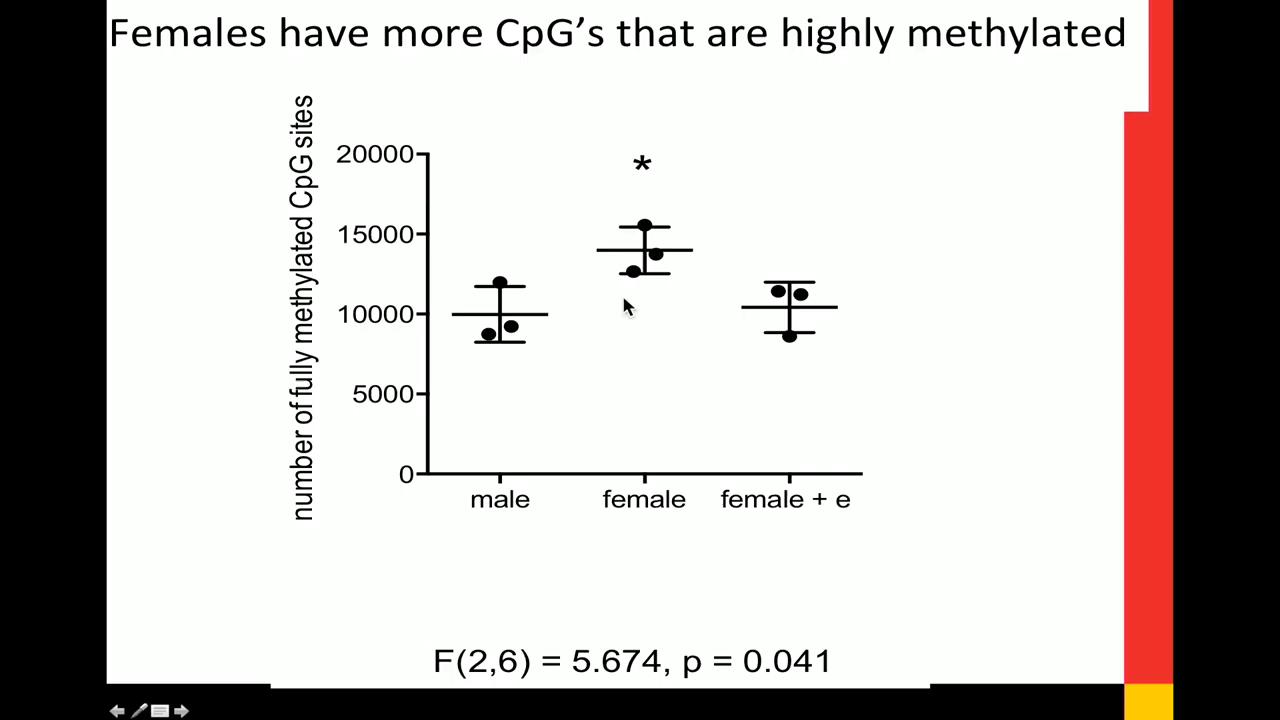 Females have more CpG’s that are highly methylated
number of fully methylated CpG sites
20000
15000
10000
5000
0
*
male
female
female + e
F(2,6) = 5.674, p = 0.041